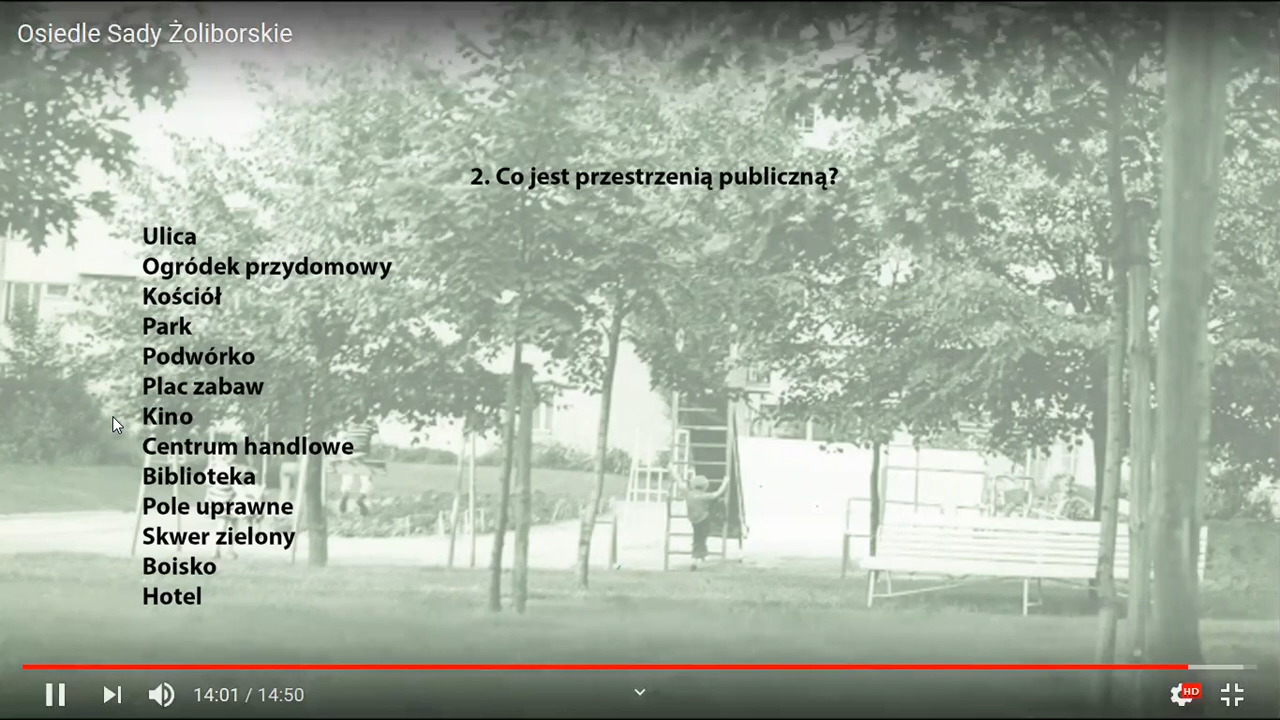 Osiedle Sady Żoliborskie
2. Co jest przestrzenią publiczną?
Ulica
Ogródek przydomowy
Kościół
Park
Podwórko
Plac zabaw
Kino
Centrum handlowe
Biblioteka
Pole uprawne
Skwer zielony
Boisko
Hotel
14:01 / 14:50
HD